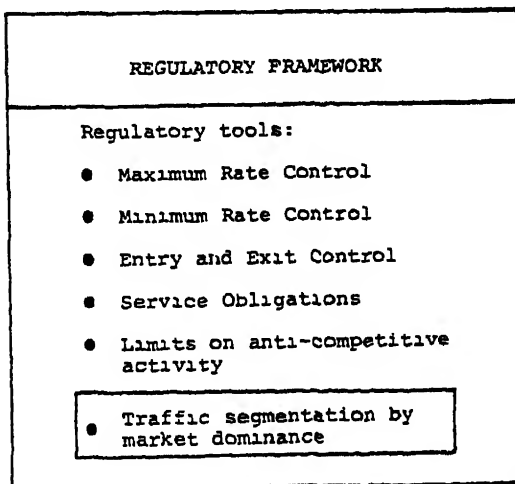 REGULATORY FRAMEWORK
Regulatory tools:
● Maximum Rate Control
● Minimum Rate Control
● Entry and Exit Control
● Service Obligations
● Limits on anti-competitive
activity
● Traffic segmentation by
market dominance